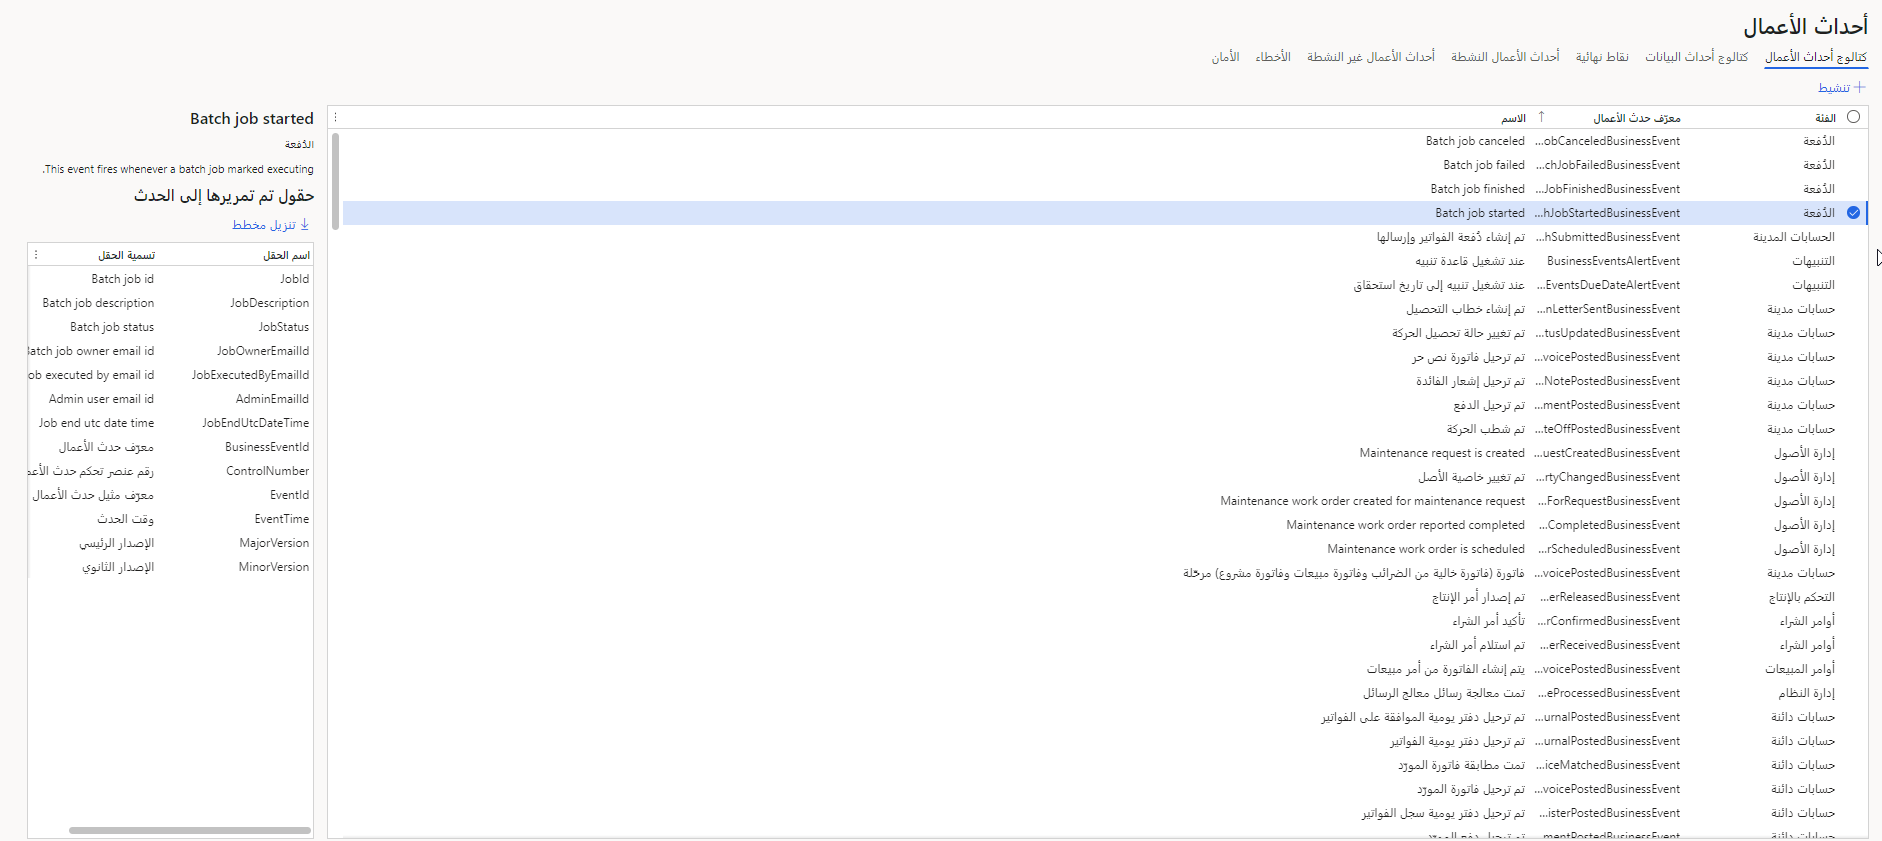 أحداث الأعمال
كتالوج أحداث الأعمال كتالوج أحداث البيانات نقاط نهائية أحداث الأعمال النشطة أحداث الأعمال غير النشطة الأخطاء الأمان
تنشيط
الفئة معرّف حدث الأعمال الاسم
الدُفعة ...obCanceledBusinessEvent Batch job canceled
الدُفعة ...chJobFailedBusinessEvent Batch job failed
الدُفعة ...JobFinishedBusinessEvent Batch job finished
الدُفعة ...hJobStartedBusinessEvent Batch job started
الحسابات المدينة ...hSubmittedBusinessEvent تم إنشاء دُفعة الفواتير وإرسالها
التنبيهات BusinessEventsAlertEvent عند تشغيل قاعدة تنبيه
التنبيهات ...EventsDueDateAlertEvent عند تشغيل تنبيه إلى تاريخ استحقاق
حسابات مدينة ...nLetterSentBusinessEvent تم إنشاء خطاب التحصيل
حسابات مدينة ...tusUpdatedBusinessEvent تم تغيير حالة تحصيل الحركة
حسابات مدينة ...voicePostedBusinessEvent تم ترحيل فاتورة نص حر
حسابات مدينة ...NotePostedBusinessEvent تم ترحيل إشعار الفائدة
حسابات مدينة ...mentPostedBusinessEvent تم ترحيل الدفع
حسابات مدينة ...teOffPostedBusinessEvent تم شطب الحركة
إدارة الأصول ...uestCreatedBusinessEvent Maintenance request is created
إدارة الأصول ...rtyChangedBusinessEvent تم تغيير خاصية الأصل
إدارة الأصول ...ForRequestBusinessEvent Maintenance work order created for maintenance request
إدارة الأصول ...CompletedBusinessEvent Maintenance work order reported completed
إدارة الأصول ...rScheduledBusinessEvent Maintenance work order is scheduled
حسابات مدينة ...voicePostedBusinessEvent فاتورة (فاتورة خالية من الضرائب وفاتورة مبيعات وفاتورة مشروع) مرحّلة
التحكم بالإنتاج ...erReleasedBusinessEvent تم إصدار أمر الإنتاج
أوامر الشراء ...rConfirmedBusinessEvent تأكيد أمر الشراء
أوامر الشراء ...erReceivedBusinessEvent تم استلام أمر الشراء
أوامر المبيعات ...voicePostedBusinessEvent يتم إنشاء الفاتورة من أمر مبيعات
إدارة النظام ...eProcessedBusinessEvent تمت معالجة رسائل معالج الرسائل
حسابات دائنة ...urnalPostedBusinessEvent تم ترحيل دفتر يومية الموافقة على الفواتير
حسابات دائنة ...urnalPostedBusinessEvent تم ترحيل دفتر يومية الفواتير
حسابات دائنة ...iceMatchedBusinessEvent تمت مطابقة فاتورة المورّد
حسابات دائنة ...voicePostedBusinessEvent تم ترحيل فاتورة المورّد
حسابات دائنة ...isterPostedBusinessEvent تم ترحيل دفتر يومية سجل الفواتير
حسابات دائنة ...mentPostedBusinessEvent تم ترحيل دفع المورّد
Batch job started
الدُفعة
This event fires whenever a batch job marked executing.
حقول تم تمريرها إلى الحدث
تنزيل مخطط
اسم الحقل تسمية الحقل
JobId Batch job id
JobDescription Batch job description
JobStatus Batch job status
JobOwnerEmailId Batch job owner email id
JobExecutedByEmailId ob executed by email id
AdminEmailId Admin user email id
JobEndUtcDateTime Job end utc date time
BusinessEventId معرّف حدث الأعمال
ControlNumber رقم عنصر تحكم حدث الأعم
EventId معرّف مثيل حدث الأعمال
EventTime وقت الحدث
MajorVersion الإصدار الرئيسي
MinorVersion الإصدار الثانوي